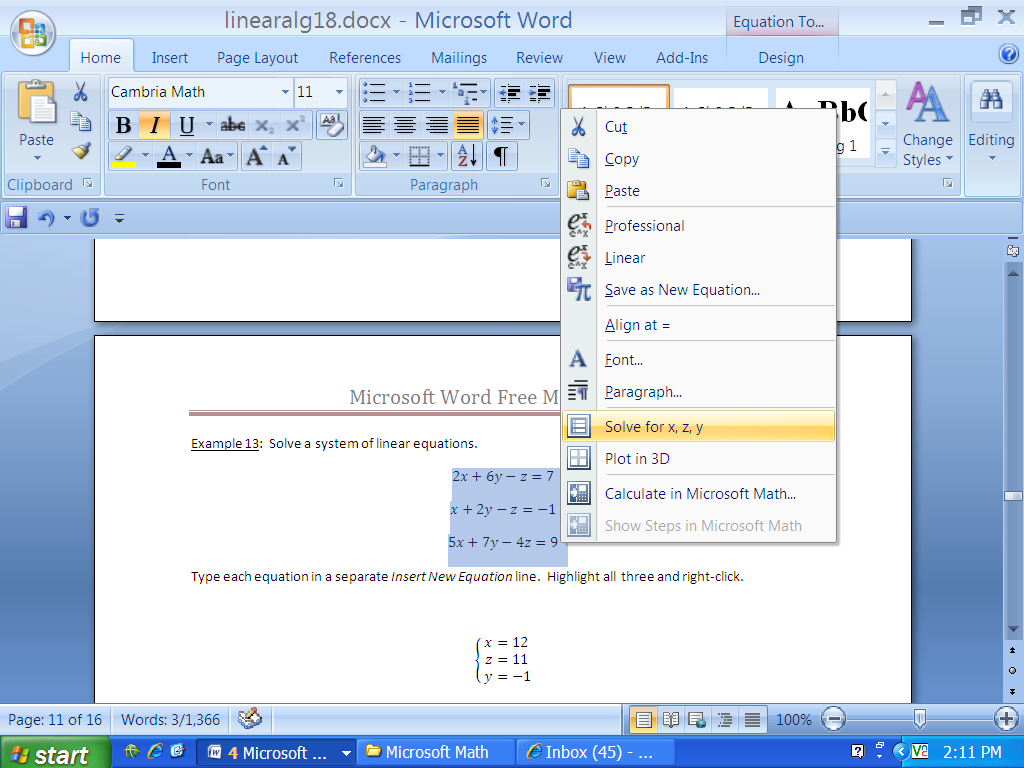 linearalg18.docx - Microsoft Word
Equation To...
Home Insert Page Layout References Mailings Review View Add-Ins Design
Paste
Clipboard
Cambria Math 11
B I U abe x₂ x² Aa
A Aa A A
Font
Paragraph
Change
Styles
Editing
Cut
Copy
Paste
Professional
Linear
Save as New Equation...
Align at =
Font...
Paragraph...
Solve for x, z, y
Plot in 3D
Calculate in Microsoft Math...
Show Steps in Microsoft Math
Microsoft Word Free M
Example 13: Solve a system of linear equations.
2x + 6y − z = 7
x + 2y − z = −1
5x + 7y − 4z = 9
Type each equation in a separate Insert New Equation line. Highlight all three and right-click.
x = 12
z = 11
y = −1
Page: 11 of 16 Words: 3/1,366 100%
start 4 Microsoft ... Microsoft Math Inbox (45) - ... 2:11 PM